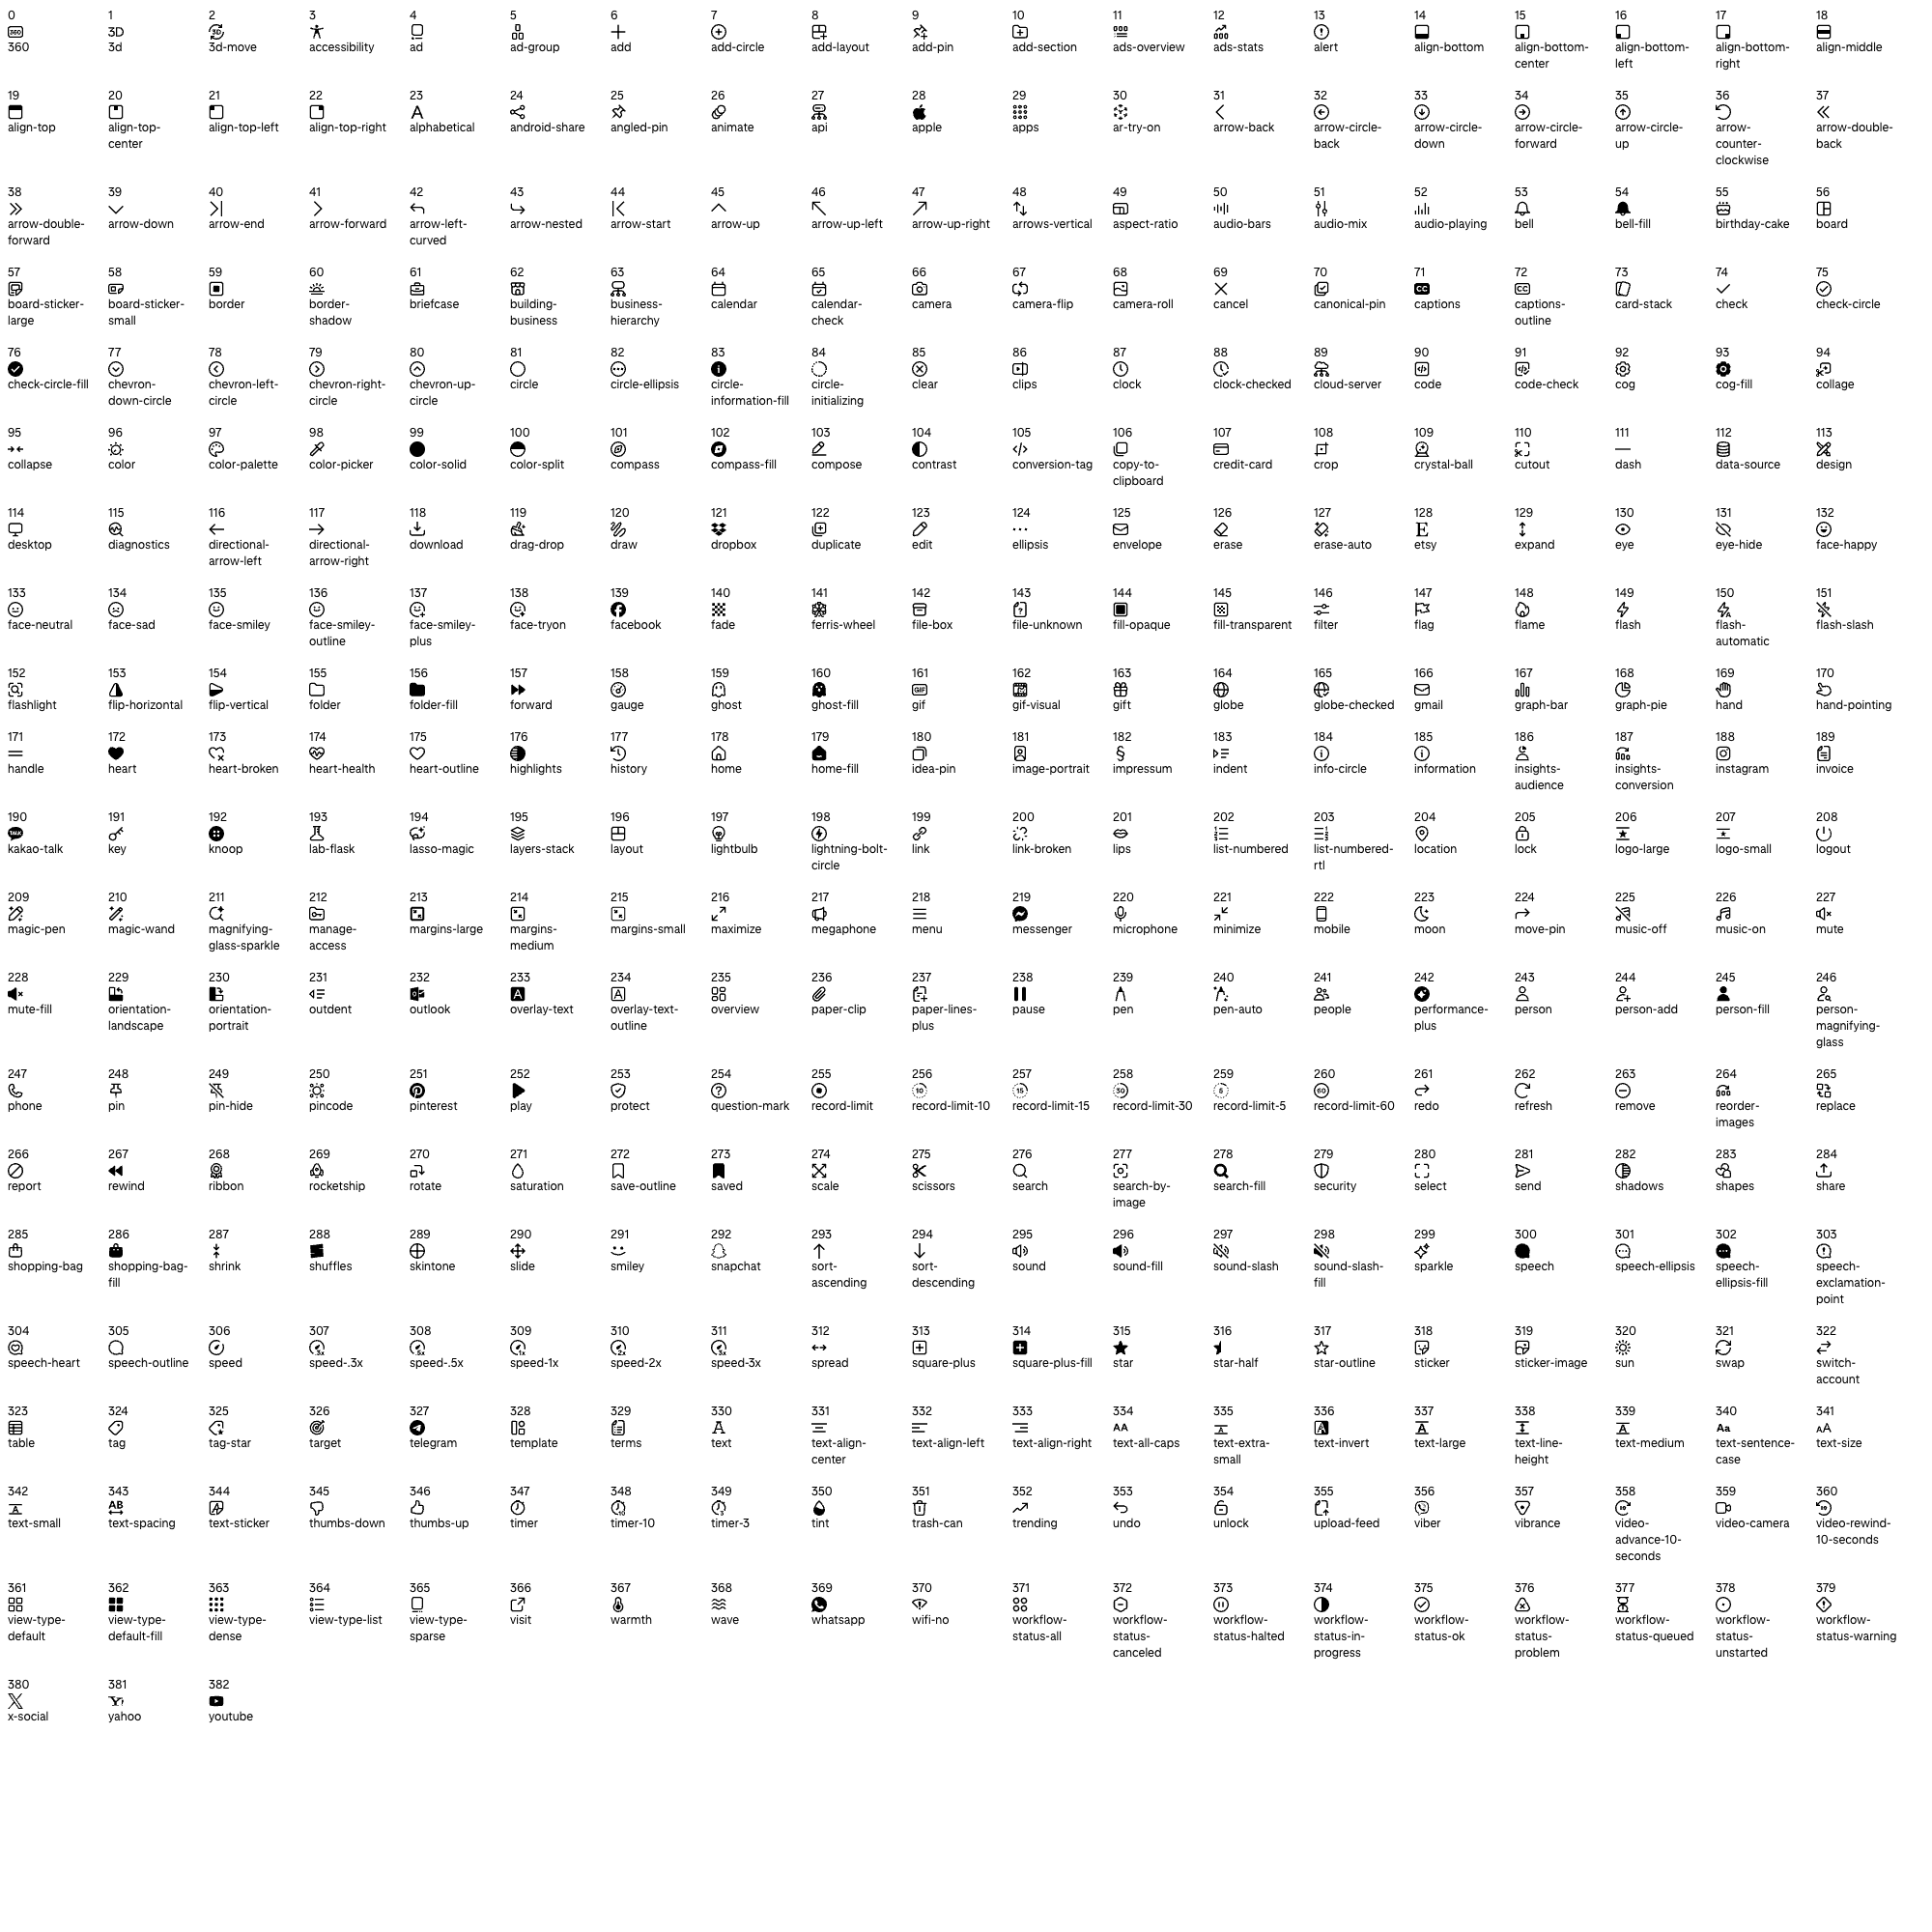 0 1 2 3 4 5 6 7 8 9 10 11 12 13 14 15 16 17 18
360 3d 3d-move accessibility ad ad-group add add-circle add-layout add-pin add-section ads-overview ads-stats alert align-bottom align-bottom- align-bottom- align-bottom- align-middle
center left right
19 20 21 22 23 24 25 26 27 28 29 30 31 32 33 34 35 36 37
align-top align-top- align-top-left align-top-right alphabetical android-share angled-pin animate api apple apps ar-try-on arrow-back arrow-circle- arrow-circle- arrow-circle- arrow-circle- arrow- arrow-double-
center back down forward up counter- back
clockwise
38 39 40 41 42 43 44 45 46 47 48 49 50 51 52 53 54 55 56
arrow-double- arrow-down arrow-end arrow-forward arrow-left- arrow-nested arrow-start arrow-up arrow-up-left arrow-up-right arrows-vertical aspect-ratio audio-bars audio-mix audio-playing bell bell-fill birthday-cake board
forward curved
57 58 59 60 61 62 63 64 65 66 67 68 69 70 71 72 73 74 75
board-sticker- board-sticker- border border- briefcase building- business- calendar calendar- camera camera-flip camera-roll cancel canonical-pin captions captions- card-stack check check-circle
large small shadow business hierarchy check outline
76 77 78 79 80 81 82 83 84 85 86 87 88 89 90 91 92 93 94
check-circle-fill chevron- chevron-left- chevron-right- chevron-up- circle circle-ellipsis circle- circle- clear clips clock clock-checked cloud-server code code-check cog cog-fill collage
down-circle circle circle circle information-fill initializing
95 96 97 98 99 100 101 102 103 104 105 106 107 108 109 110 111 112 113
collapse color color-palette color-picker color-solid color-split compass compass-fill compose contrast conversion-tag copy-to- credit-card crop crystal-ball cutout dash data-source design
clipboard
114 115 116 117 118 119 120 121 122 123 124 125 126 127 128 129 130 131 132
desktop diagnostics directional- directional- download drag-drop draw dropbox duplicate edit ellipsis envelope erase erase-auto etsy expand eye eye-hide face-happy
arrow-left arrow-right
133 134 135 136 137 138 139 140 141 142 143 144 145 146 147 148 149 150 151
face-neutral face-sad face-smiley face-smiley- face-smiley- face-tryon facebook fade ferris-wheel file-box file-unknown fill-opaque fill-transparent filter flag flame flash flash- flash-slash
outline plus automatic
152 153 154 155 156 157 158 159 160 161 162 163 164 165 166 167 168 169 170
flashlight flip-horizontal flip-vertical folder folder-fill forward gauge ghost ghost-fill gif gif-visual gift globe globe-checked gmail graph-bar graph-pie hand hand-pointing
171 172 173 174 175 176 177 178 179 180 181 182 183 184 185 186 187 188 189
handle heart heart-broken heart-health heart-outline highlights history home home-fill idea-pin image-portrait impressum indent info-circle information insights- insights- instagram invoice
audience conversion
190 191 192 193 194 195 196 197 198 199 200 201 202 203 204 205 206 207 208
kakao-talk key knoop lab-flask lasso-magic layers-stack layout lightbulb lightning-bolt- link link-broken lips list-numbered list-numbered- location lock logo-large logo-small logout
circle rtl
209 210 211 212 213 214 215 216 217 218 219 220 221 222 223 224 225 226 227
magic-pen magic-wand magnifying- manage- margins-large margins- margins-small maximize megaphone menu messenger microphone minimize mobile moon move-pin music-off music-on mute
glass-sparkle access medium
228 229 230 231 232 233 234 235 236 237 238 239 240 241 242 243 244 245 246
mute-fill orientation- orientation- outdent outlook overlay-text overlay-text- overview paper-clip paper-lines- pause pen pen-auto people performance- person person-add person-fill person-
landscape portrait outline plus plus magnifying-
glass
247 248 249 250 251 252 253 254 255 256 257 258 259 260 261 262 263 264 265
phone pin pin-hide pincode pinterest play protect question-mark record-limit record-limit-10 record-limit-15 record-limit-30 record-limit-5 record-limit-60 redo refresh remove reorder- replace
images
266 267 268 269 270 271 272 273 274 275 276 277 278 279 280 281 282 283 284
report rewind ribbon rocketship rotate saturation save-outline saved scale scissors search search-by- search-fill security select send shadows shapes share
image
285 286 287 288 289 290 291 292 293 294 295 296 297 298 299 300 301 302 303
shopping-bag shopping-bag- shrink shuffles skintone slide smiley snapchat sort- sort- sound sound-fill sound-slash sound-slash- sparkle speech speech-ellipsis speech- speech-
fill ascending descending fill ellipsis-fill exclamation-
point
304 305 306 307 308 309 310 311 312 313 314 315 316 317 318 319 320 321 322
speech-heart speech-outline speed speed-.3x speed-.5x speed-1x speed-2x speed-3x spread square-plus square-plus-fill star star-half star-outline sticker sticker-image sun swap switch-
account
323 324 325 326 327 328 329 330 331 332 333 334 335 336 337 338 339 340 341
table tag tag-star target telegram template terms text text-align- text-align-left text-align-right text-all-caps text-extra- text-invert text-large text-line- text-medium text-sentence- text-size
center small height case
342 343 344 345 346 347 348 349 350 351 352 353 354 355 356 357 358 359 360
text-small text-spacing text-sticker thumbs-down thumbs-up timer timer-10 timer-3 tint trash-can trending undo unlock upload-feed viber vibrance video- video-camera video-rewind-
advance-10- 10-seconds
seconds
361 362 363 364 365 366 367 368 369 370 371 372 373 374 375 376 377 378 379
view-type- view-type- view-type- view-type-list view-type- visit warmth wave whatsapp wifi-no workflow- workflow- workflow- workflow- workflow- workflow- workflow- workflow- workflow-
default default-fill dense sparse status-all status- status-halted status-in- status-ok status- status-queued status- status-warning
canceled progress problem unstarted
380 381 382
x-social yahoo youtube